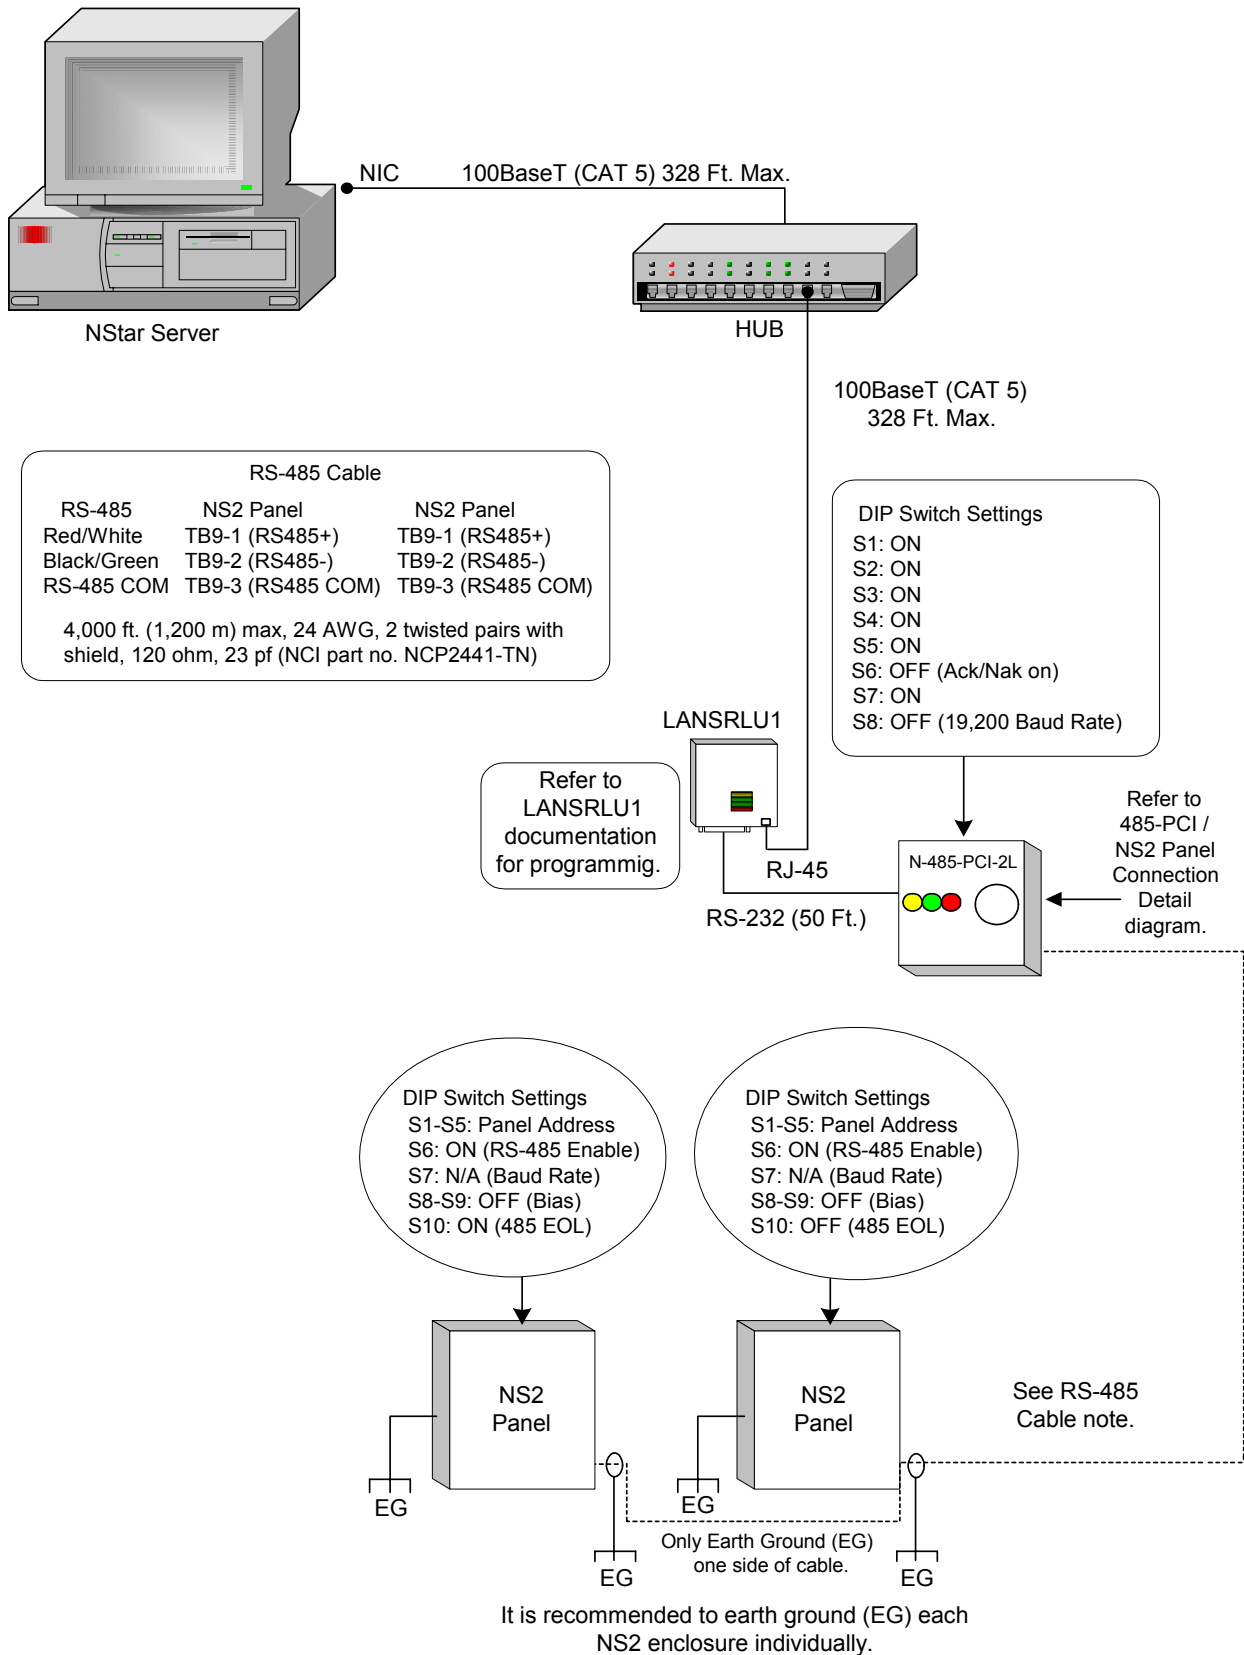 NIC
100BaseT (CAT 5) 328 Ft. Max.
NStar Server
HUB
100BaseT (CAT 5)
328 Ft. Max.
RS-485 Cable
RS-485 NS2 Panel NS2 Panel
Red/White TB9-1 (RS485+) TB9-1 (RS485+)
Black/Green TB9-2 (RS485-) TB9-2 (RS485-)
RS-485 COM TB9-3 (RS485 COM) TB9-3 (RS485 COM)
4,000 ft. (1,200 m) max, 24 AWG, 2 twisted pairs with
shield, 120 ohm, 23 pf (NCI part no. NCP2441-TN)
DIP Switch Settings
S1: ON
S2: ON
S3: ON
S4: ON
S5: ON
S6: OFF (Ack/Nak on)
S7: ON
S8: OFF (19,200 Baud Rate)
LANSRLU1
Refer to
LANSRLU1
documentation
for programmig.
RJ-45
RS-232 (50 Ft.)
N-485-PCI-2L
Refer to
485-PCI /
NS2 Panel
Connection
Detail
diagram.
DIP Switch Settings
S1-S5: Panel Address
S6: ON (RS-485 Enable)
S7: N/A (Baud Rate)
S8-S9: OFF (Bias)
S10: ON (485 EOL)
DIP Switch Settings
S1-S5: Panel Address
S6: ON (RS-485 Enable)
S7: N/A (Baud Rate)
S8-S9: OFF (Bias)
S10: OFF (485 EOL)
NS2
Panel
NS2
Panel
See RS-485
Cable note.
EG
EG
Only Earth Ground (EG)
one side of cable.
EG
EG
It is recommended to earth ground (EG) each
NS2 enclosure individually.